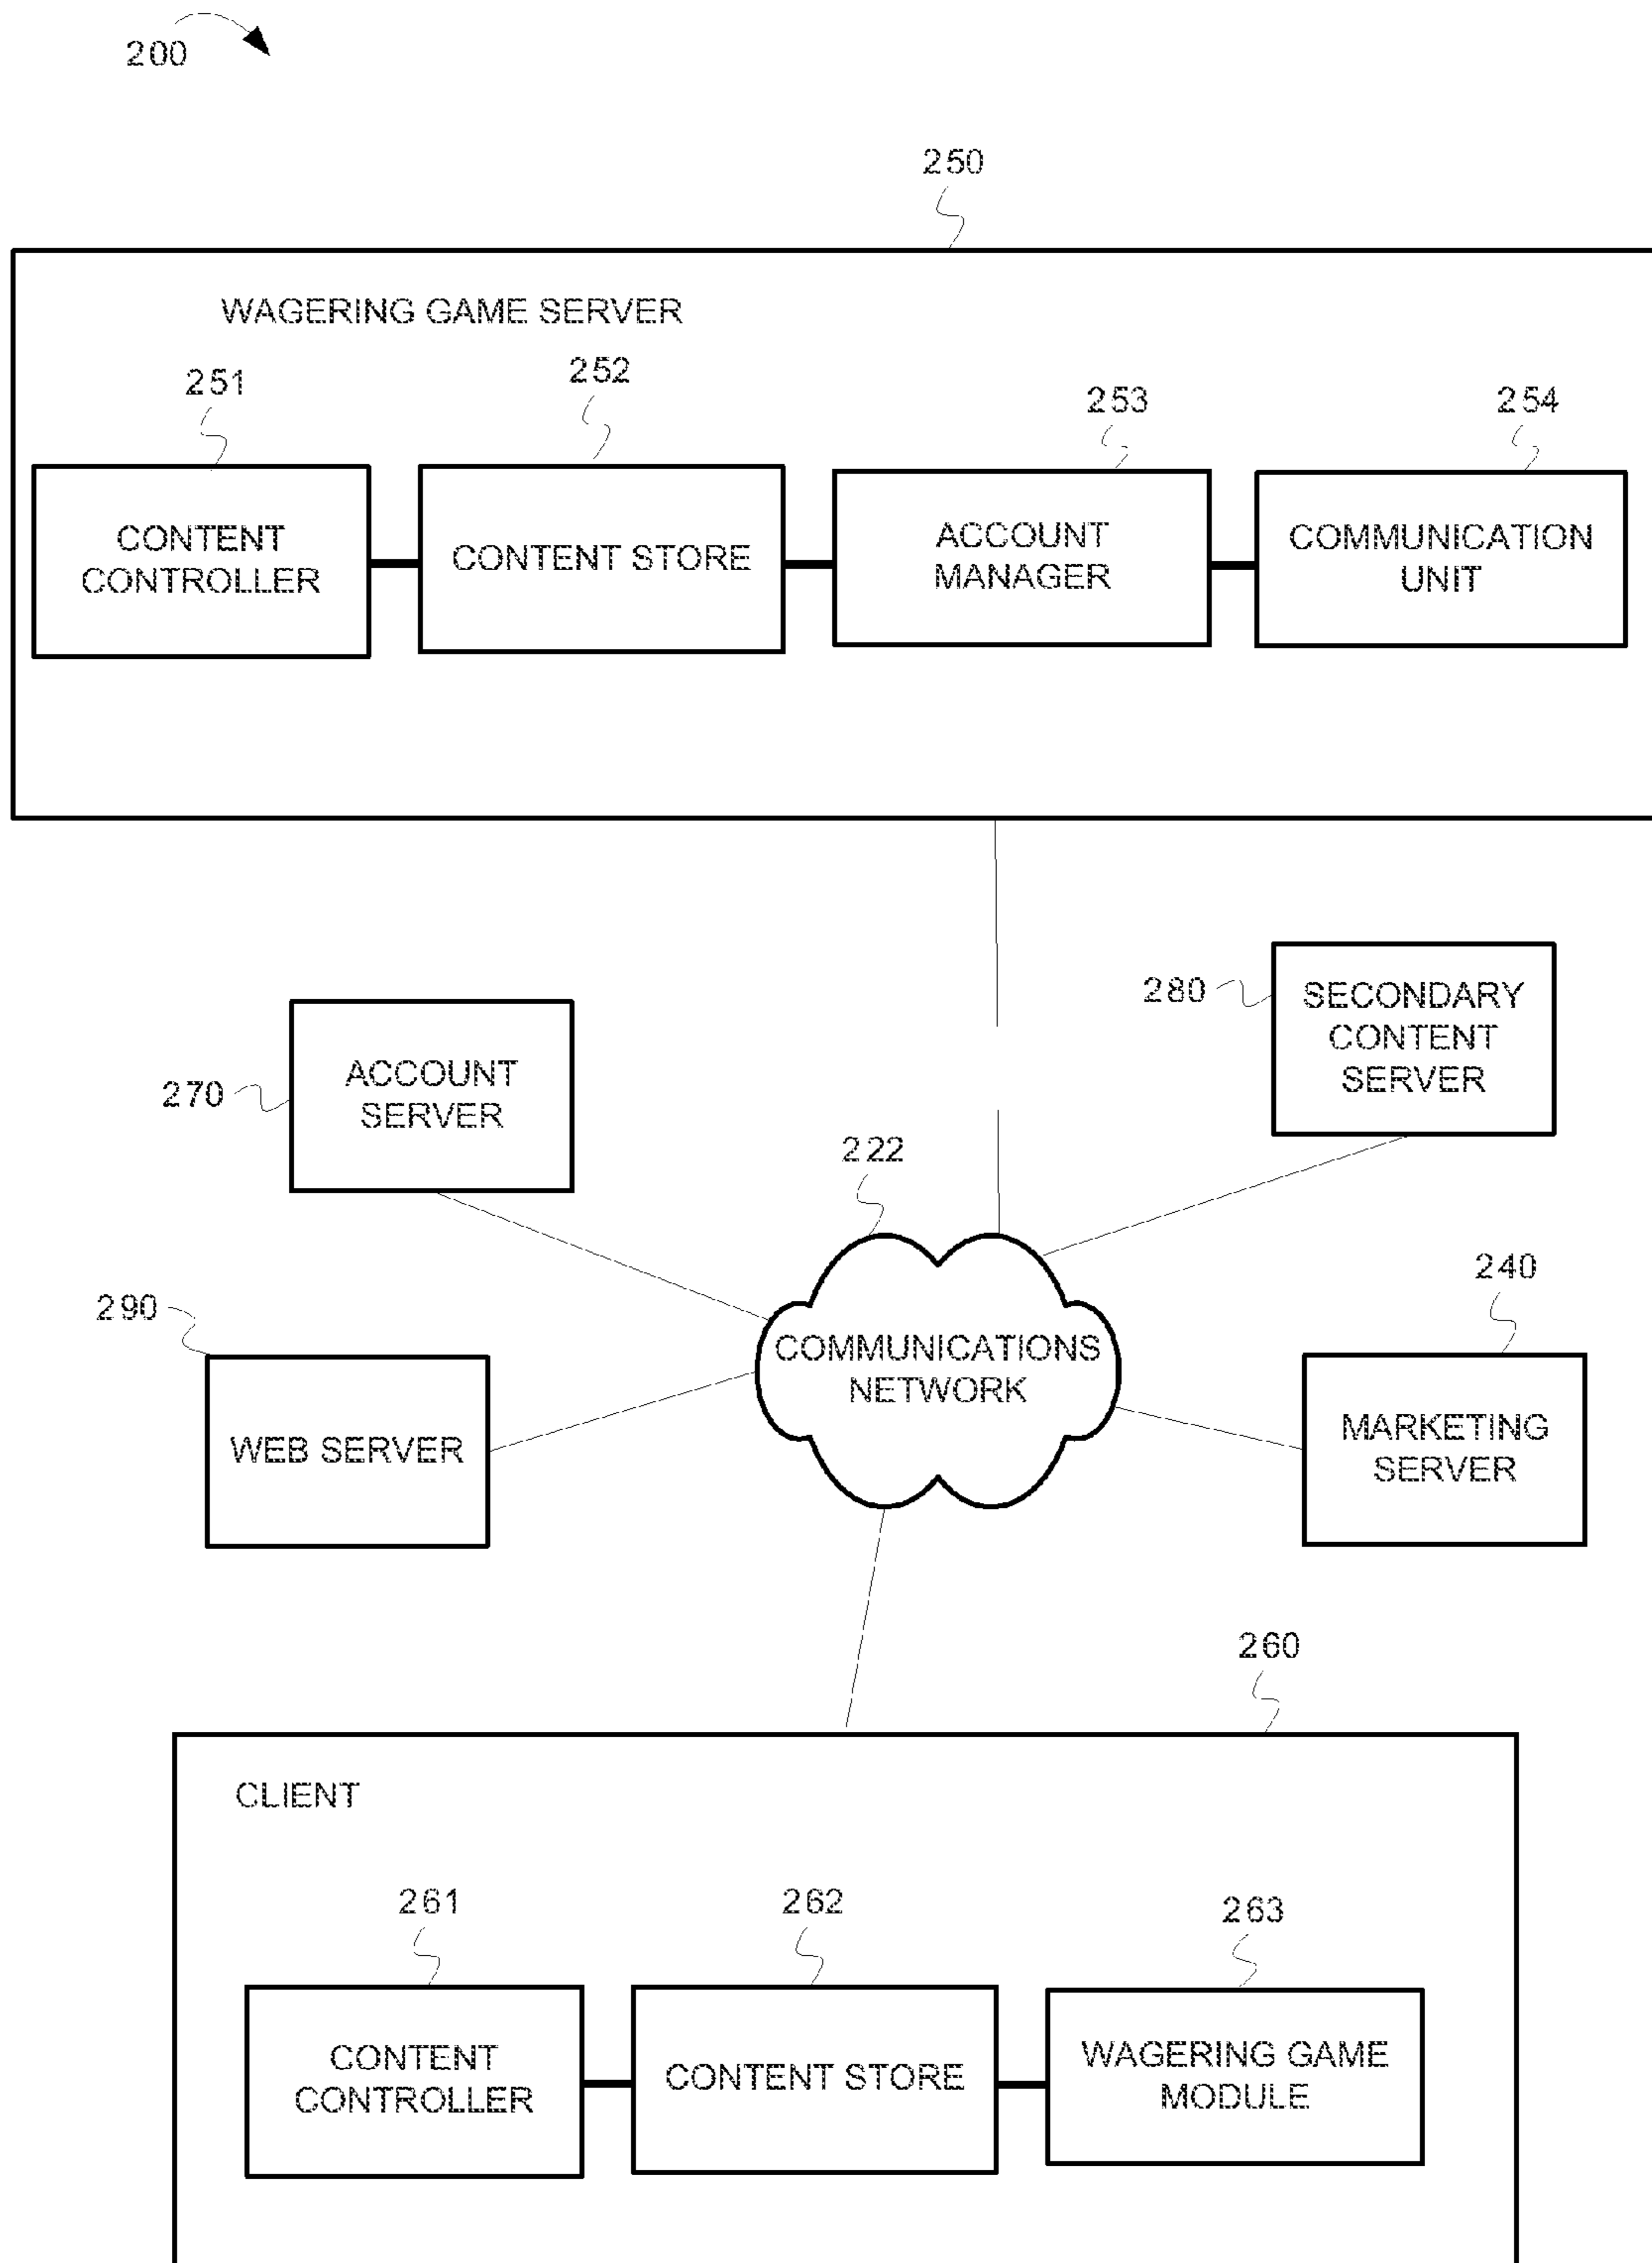 200
250
WAGERING GAME SERVER
251
252
253
254
CONTENT
CONTROLLER
CONTENT STORE
ACCOUNT
MANAGER
COMMUNICATION
UNIT
280
SECONDARY
CONTENT
SERVER
270
ACCOUNT
SERVER
222
290
240
COMMUNICATIONS
NETWORK
WEB SERVER
MARKETING
SERVER
260
CLIENT
261
262
263
CONTENT
CONTROLLER
CONTENT STORE
WAGERING GAME
MODULE